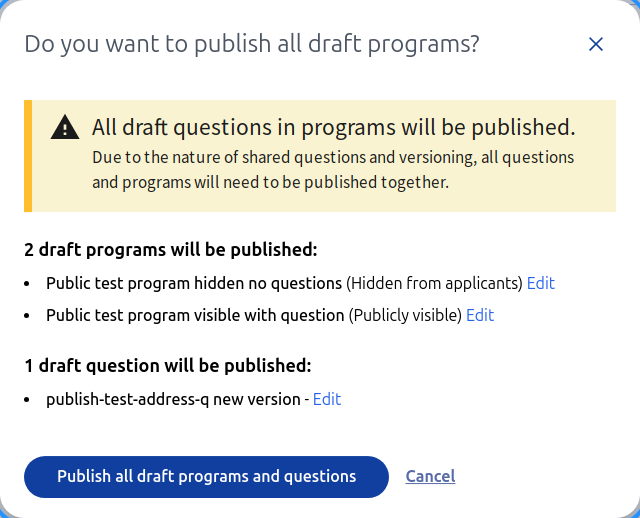 Do you want to publish all draft programs?
All draft questions in programs will be published.
Due to the nature of shared questions and versioning, all questions
and programs will need to be published together.
2 draft programs will be published:
• Public test program hidden no questions (Hidden from applicants) Edit
• Public test program visible with question (Publicly visible) Edit
1 draft question will be published:
• publish-test-address-q new version - Edit
Publish all draft programs and questions Cancel